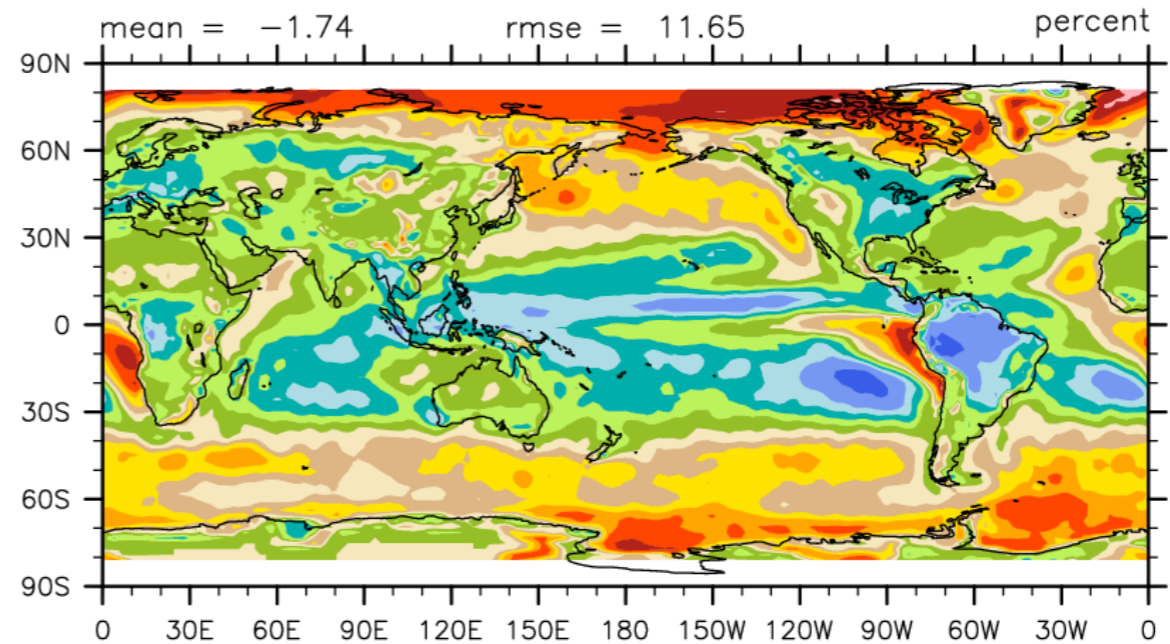 mean = -1.74 rmse = 11.65 percent
90N
60N
30N
0
30S
60S
90S
0 30E 60E 90E 120E 150E 180 150W 120W 90W 60W 30W 0